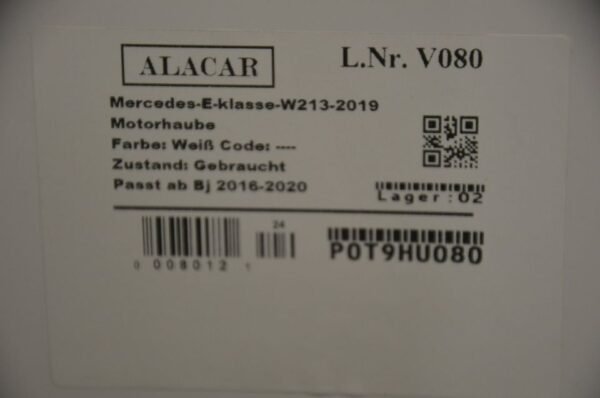 ALACAR
L.Nr. V080
Mercedes-E-klasse-W213-2019
Motorhaube
Farbe: Weiß Code: ----
Zustand: Gebraucht
Passt ab Bj 2016-2020
Lager:02
24
0 008012 1
P0T9HU080